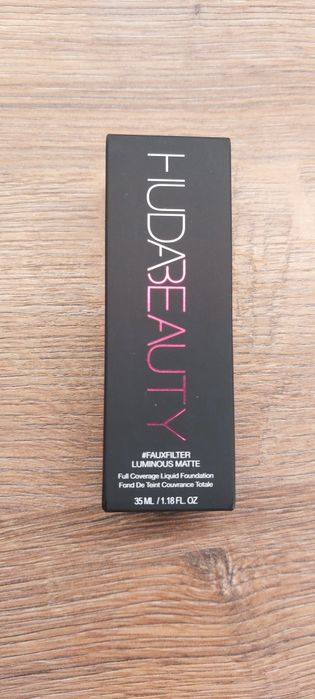 HUDABEAUTY
#FAUXFILTER
LUMINOUS MATTE
Full Coverage Liquid Foundation
Fond De Teint Couvrance Totale
35 ML / 1.18 FL. OZ